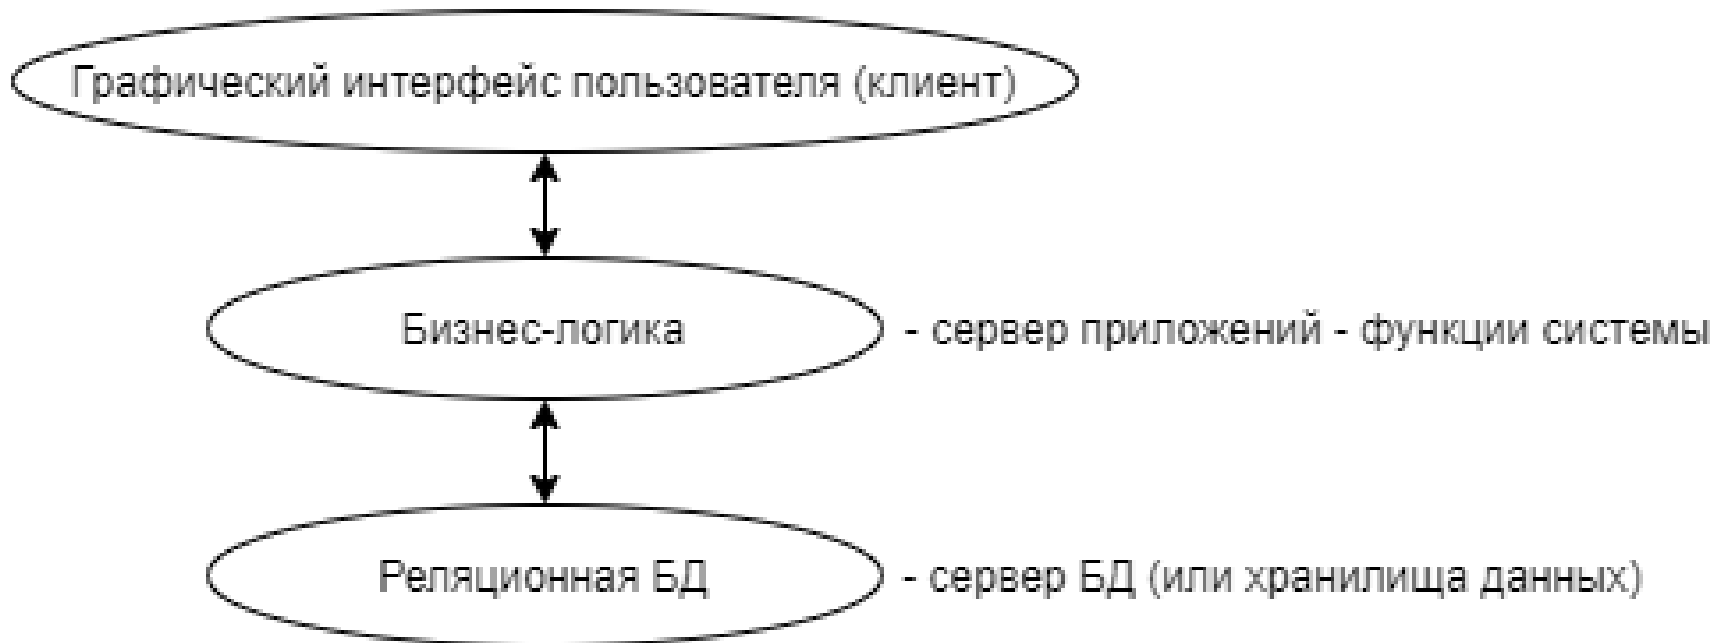 Графический интерфейс пользователя (клиент)
Бизнес-логика - сервер приложений - функции системы
Реляционная БД - сервер БД (или хранилища данных)